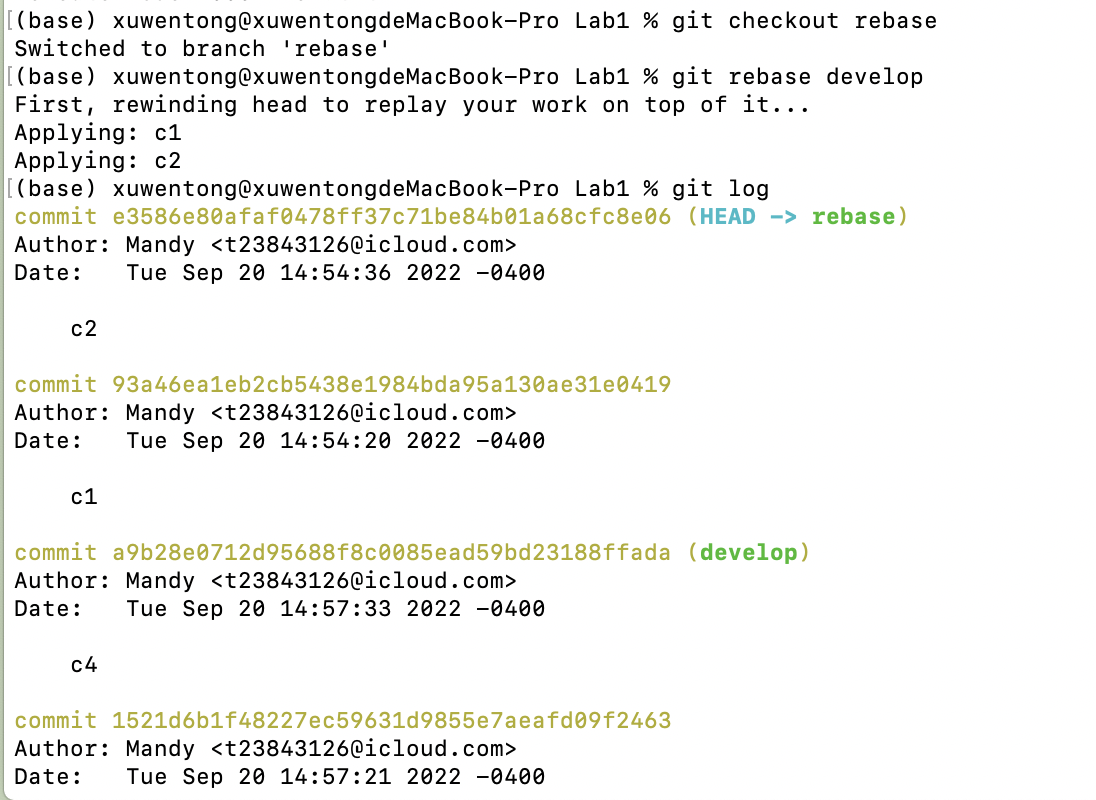 (base) xuwentong@xuwentongdeMacBook-Pro Lab1 % git checkout rebase
Switched to branch 'rebase'
(base) xuwentong@xuwentongdeMacBook-Pro Lab1 % git rebase develop
First, rewinding head to replay your work on top of it...
Applying: c1
Applying: c2
(base) xuwentong@xuwentongdeMacBook-Pro Lab1 % git log
commit e3586e80afaf0478ff37c71be84b01a68cfc8e06 (HEAD -> rebase)
Author: Mandy <t23843126@icloud.com>
Date:   Tue Sep 20 14:54:36 2022 -0400
c2
commit 93a46ea1eb2cb5438e1984bda95a130ae31e0419
Author: Mandy <t23843126@icloud.com>
Date:   Tue Sep 20 14:54:20 2022 -0400
c1
commit a9b28e0712d95688f8c0085ead59bd23188ffada (develop)
Author: Mandy <t23843126@icloud.com>
Date:   Tue Sep 20 14:57:33 2022 -0400
c4
commit 1521d6b1f48227ec59631d9855e7aeafd09f2463
Author: Mandy <t23843126@icloud.com>
Date:   Tue Sep 20 14:57:21 2022 -0400